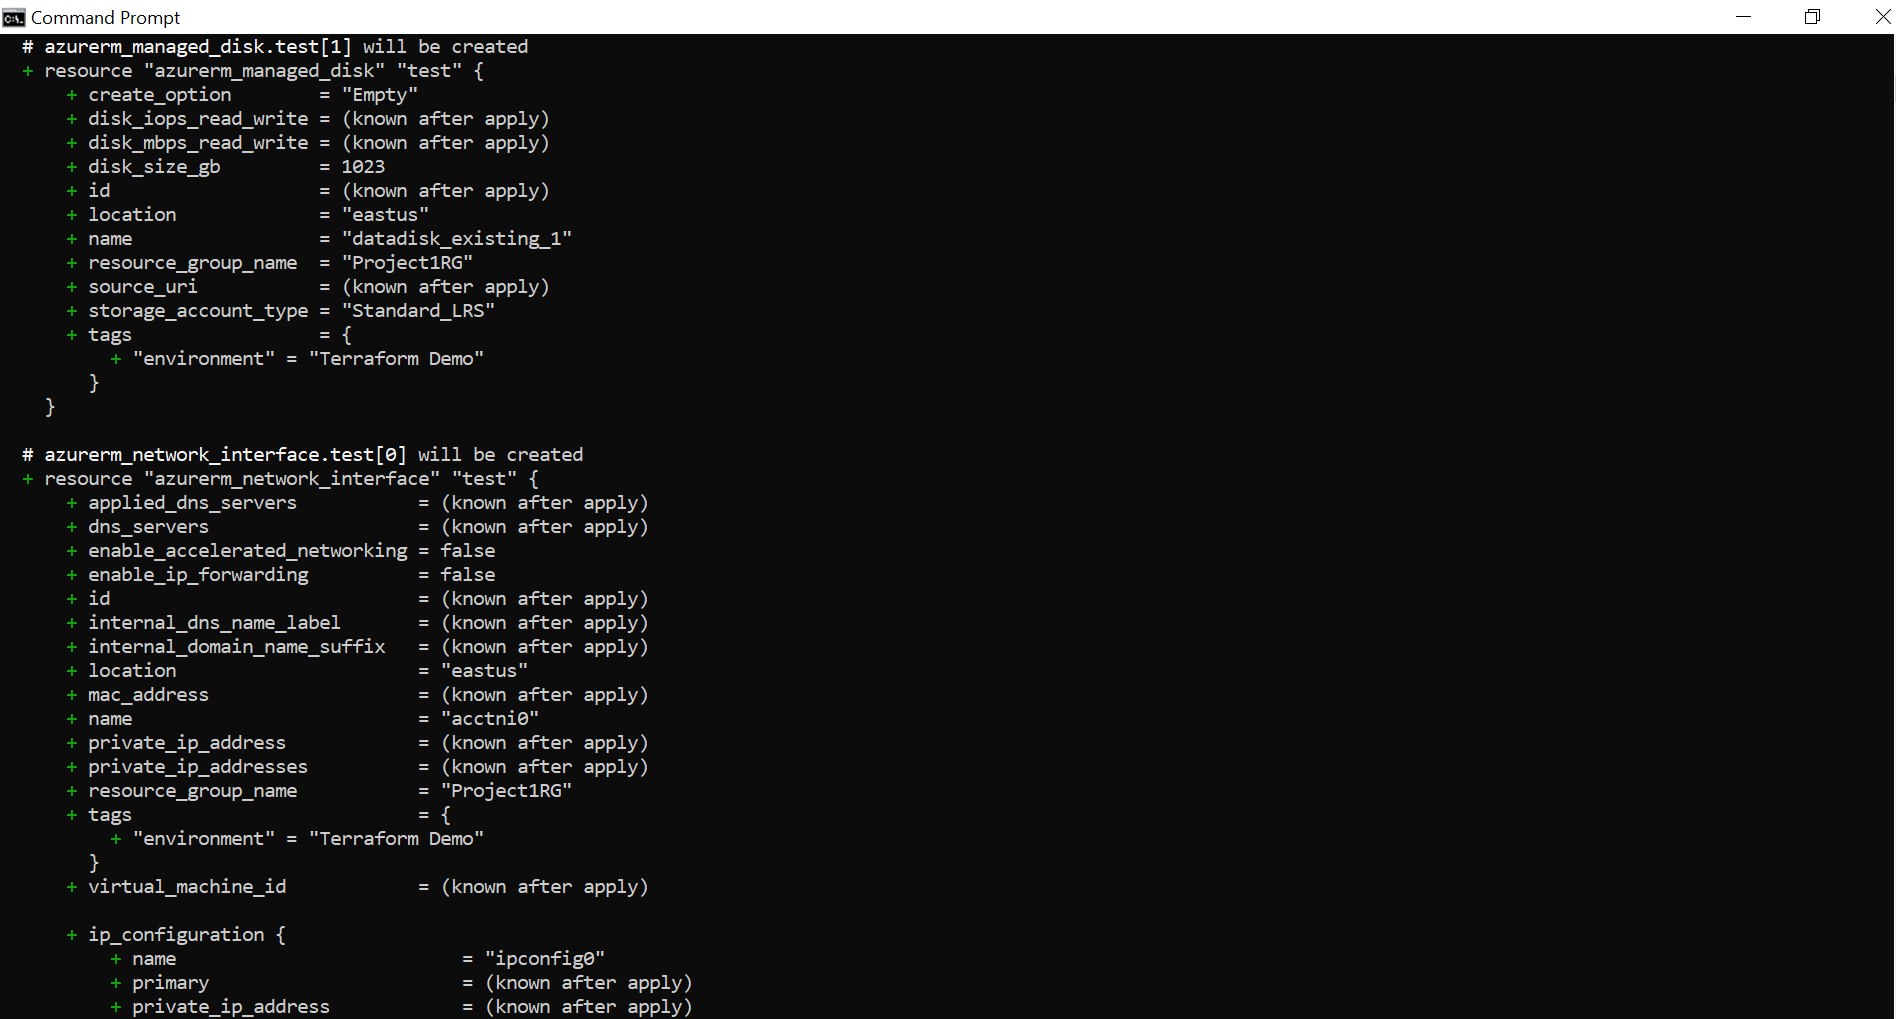 Command Prompt
# azurerm_managed_disk.test[1] will be created
+ resource "azurerm_managed_disk" "test" {
+ create_option = "Empty"
+ disk_iops_read_write = (known after apply)
+ disk_mbps_read_write = (known after apply)
+ disk_size_gb = 1023
+ id = (known after apply)
+ location = "eastus"
+ name = "datadisk_existing_1"
+ resource_group_name = "Project1RG"
+ source_uri = (known after apply)
+ storage_account_type = "Standard_LRS"
+ tags = {
+ "environment" = "Terraform Demo"
}
}
# azurerm_network_interface.test[0] will be created
+ resource "azurerm_network_interface" "test" {
+ applied_dns_servers = (known after apply)
+ dns_servers = (known after apply)
+ enable_accelerated_networking = false
+ enable_ip_forwarding = false
+ id = (known after apply)
+ internal_dns_name_label = (known after apply)
+ internal_domain_name_suffix = (known after apply)
+ location = "eastus"
+ mac_address = (known after apply)
+ name = "acctni0"
+ private_ip_address = (known after apply)
+ private_ip_addresses = (known after apply)
+ resource_group_name = "Project1RG"
+ tags = {
+ "environment" = "Terraform Demo"
}
+ virtual_machine_id = (known after apply)
+ ip_configuration {
+ name = "ipconfig0"
+ primary = (known after apply)
+ private_ip_address = (known after apply)